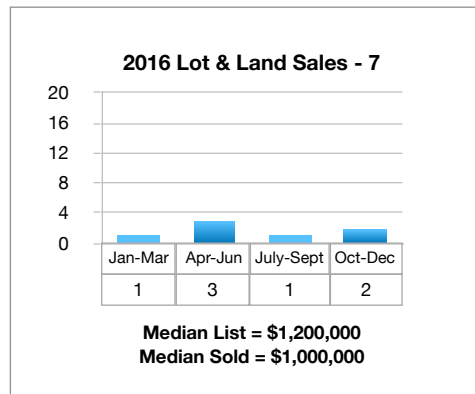 2016 Lot & Land Sales - 7
20
16
12
8
4
0
Jan-Mar Apr-Jun July-Sept Oct-Dec
1 3 1 2
Median List = $1,200,000
Median Sold = $1,000,000